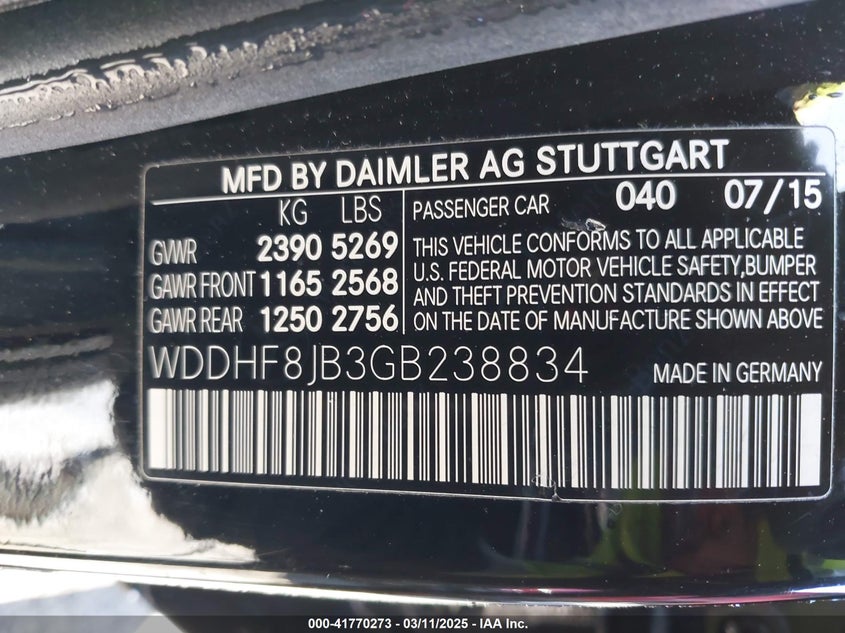 MFD BY DAIMLER AG STUTTGART
KG LBS
GVWR 2390 5269
GAWR FRONT 1165 2568
GAWR REAR 1250 2756
PASSENGER CAR 040 07/15
THIS VEHICLE CONFORMS TO ALL APPLICABLE
U.S. FEDERAL MOTOR VEHICLE SAFETY,BUMPER
AND THEFT PREVENTION STANDARDS IN EFFECT
ON THE DATE OF MANUFACTURE SHOWN ABOVE
WDDHF8JB3GB238834
MADE IN GERMANY
000-41770273 - 03/11/2025 - IAA Inc.